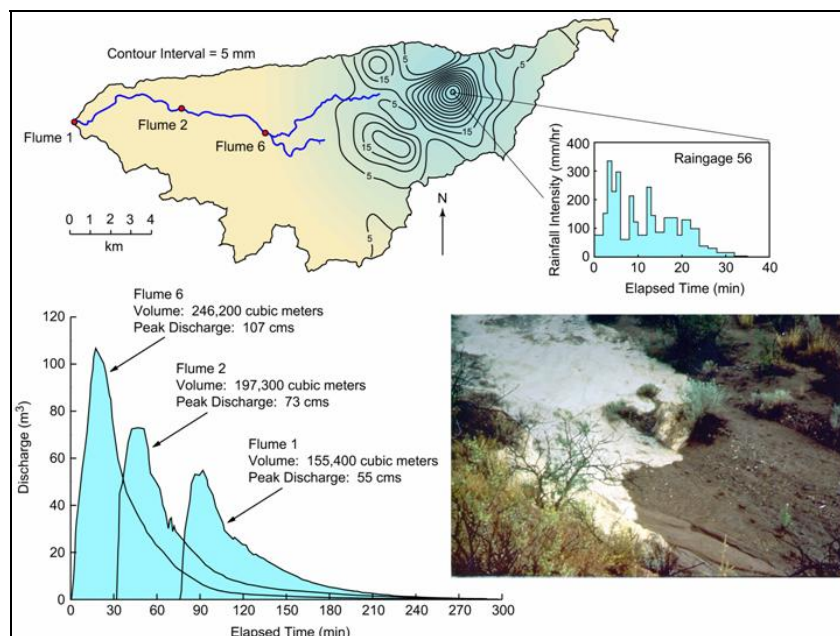 Contour Interval = 5 mm
5
15
5
15
5
15
5
5
Flume 1
Flume 2
Flume 6
N
0 1 2 3 4
km
Raingage 56
Rainfall Intensity (mm/hr)
400
300
200
100
0
0 10 20 30 40
Elapsed Time (min)
Flume 6
Volume: 246,200 cubic meters
Peak Discharge: 107 cms
Flume 2
Volume: 197,300 cubic meters
Peak Discharge: 73 cms
Flume 1
Volume: 155,400 cubic meters
Peak Discharge: 55 cms
Discharge (m³)
120
100
80
60
40
20
0
0 30 60 90 120 150 180 210 240 270 300
Elapsed Time (min)